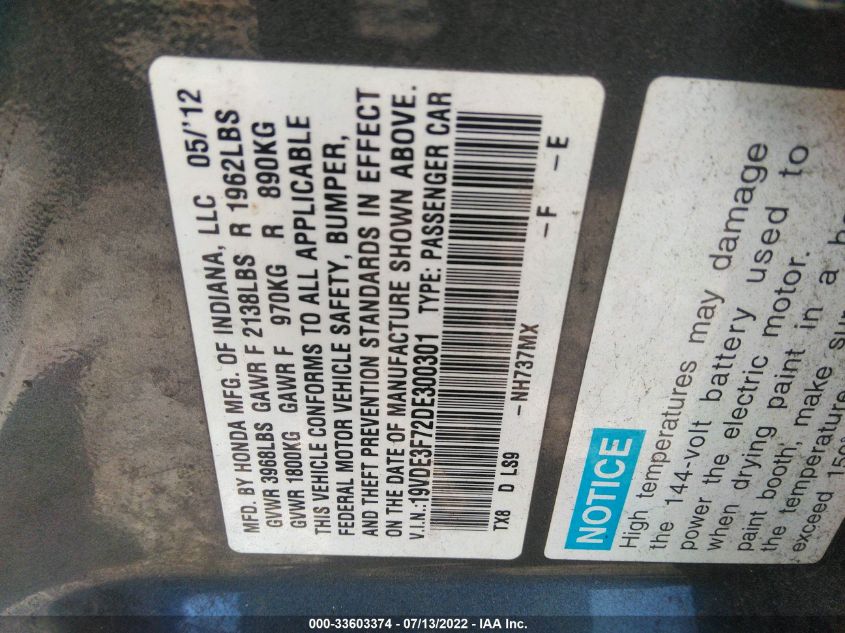 MFD. BY HONDA MFG. OF INDIANA, LLC 05/'12
GVWR 3968LBS GAWR F 2138LBS R 1962LBS
GVWR 1800KG GAWR F 970KG R 890KG
THIS VEHICLE CONFORMS TO ALL APPLICABLE
FEDERAL MOTOR VEHICLE SAFETY, BUMPER,
AND THEFT PREVENTION STANDARDS IN EFFECT
ON THE DATE OF MANUFACTURE SHOWN ABOVE.
V.I.N.:19VDE3F72DE300301 TYPE: PASSENGER CAR
TX8 D LS9 –NH737MX –F –E
NOTICE
High temperatures may damage
the 144-volt battery used to
power the electric motor.
when drying paint in a
paint booth, make sure
the temperature
exceed
000-33603374 - 07/13/2022 - IAA Inc.